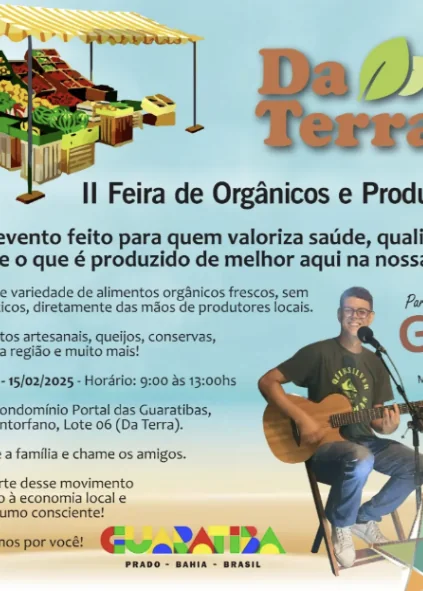 Da
Terra
II Feira de Orgânicos e Produ
evento feito para quem valoriza saúde, quali
e o que é produzido de melhor aqui na nossa
e variedade de alimentos orgânicos frescos, sem
icos, diretamente das mãos de produtores locais.
Par
G
tos artesanais, queijos, conservas,
a região e muito mais!
M
- 15/02/2025 - Horário: 9:00 às 13:00hs
ondomínio Portal das Guaratibas,
ntorfano, Lote 06 (Da Terra).
e a família e chame os amigos.
rte desse movimento
o à economia local e
umo consciente!
mos por você!
GUARATIBA
PRADO - BAHIA - BRASIL